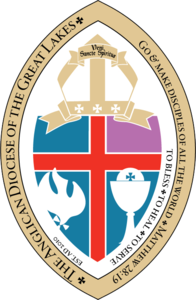 Veni,
Sancte Spiritus
✠ THE ANGLICAN DIOCESE OF THE GREAT LAKES ✠
GO & MAKE DISCIPLES OF ALL THE WORLD ✠ MATTHEW 28:19
TO BLESS ✠ TO HEAL ✠ TO SERVE
EST. AD 2010